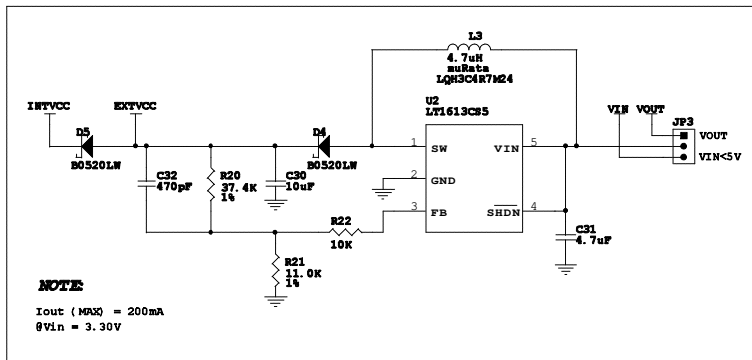 L3
4.7uH
muRata
LQH3C4R7M24
INTVCC
EXTVCC
U2
LT1613CS5
VIN
VOUT
JP3
D5
D4
VOUT
B0520LW
B0520LW
1
SW
VIN
5
VIN<5V
C32
470pF
R20
37.4K
1%
C30
10uF
2
GND
3
FB
SHDN
4
R22
10K
C31
4.7uF
R21
11.0K
1%
NOTE:
Iout (MAX) = 200mA
@Vin = 3.30V